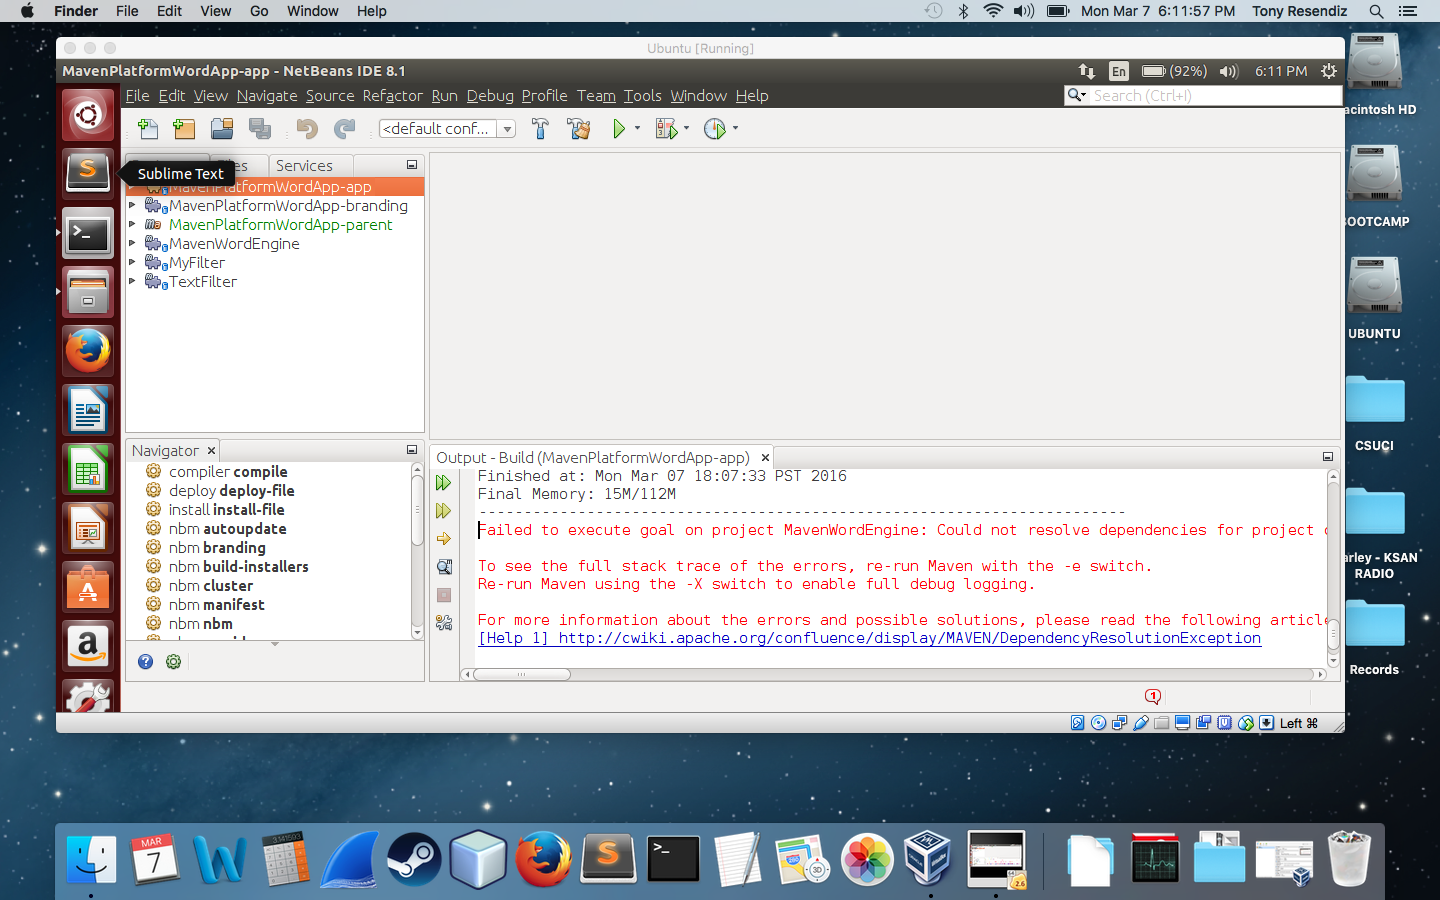 Finder File Edit View Go Window Help
Mon Mar 7 6:11:57 PM Tony Resendiz
Ubuntu [Running]
MavenPlatformWordApp-app - NetBeans IDE 8.1
En (92%) 6:11 PM
File Edit View Navigate Source Refactor Run Debug Profile Team Tools Window Help
Search (Ctrl+I)
<default conf...
Services
Sublime Text
MavenPlatformWordApp-app
MavenPlatformWordApp-branding
MavenPlatformWordApp-parent
MavenWordEngine
MyFilter
TextFilter
Navigator
compiler compile
deploy deploy-file
install install-file
nbm autoupdate
nbm branding
nbm build-installers
nbm cluster
nbm manifest
nbm nbm
Output - Build (MavenPlatformWordApp-app)
Finished at: Mon Mar 07 18:07:33 PST 2016
Final Memory: 15M/112M
------------------------------------------------------------------------
Failed to execute goal on project MavenWordEngine: Could not resolve dependencies for project
To see the full stack trace of the errors, re-run Maven with the -e switch.
Re-run Maven using the -X switch to enable full debug logging.
For more information about the errors and possible solutions, please read the following article
[Help 1] http://cwiki.apache.org/confluence/display/MAVEN/DependencyResolutionException
1
Left ⌘
acintosh HD
BOOTCAMP
UBUNTU
CSUCI
arley - KSAN
RADIO
Records
MAR
7
3.141503
3D
2.6